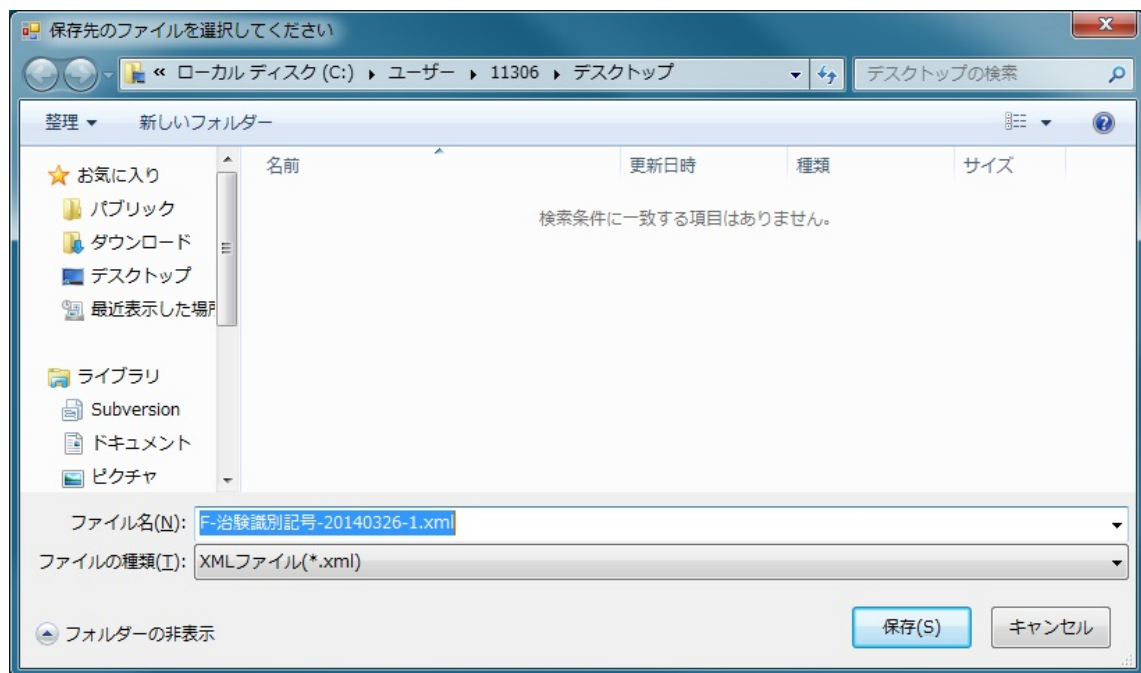 保存先のファイルを選択してください
« ローカル ディスク (C:) ▸ ユーザー ▸ 11306 ▸ デスクトップ
デスクトップの検索
整理 ▼ 新しいフォルダー
お気に入り
パブリック
ダウンロード
デスクトップ
最近表示した場所
ライブラリ
Subversion
ドキュメント
ピクチャ
名前 更新日時 種類 サイズ
検索条件に一致する項目はありません。
ファイル名(N): F-治験識別記号-20140326-1.xml
ファイルの種類(T): XMLファイル(*.xml)
フォルダーの非表示
保存(S) キャンセル